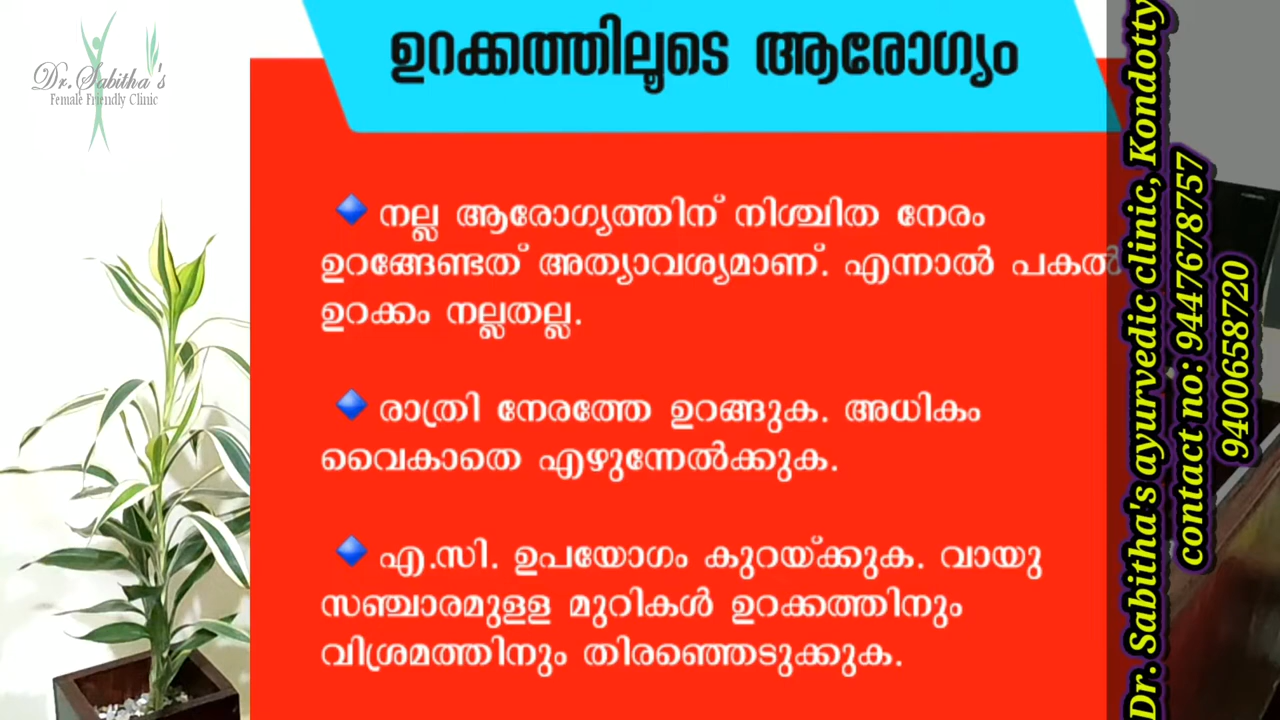 Dr.Sabitha's
Female Friendly Clinic
ഉറക്കത്തിലൂടെ ആരോഗ്യം
നല്ല ആരോഗ്യത്തിന് നിശ്ചിത നേരം
ഉറങ്ങേണ്ടത് അത്യാവശ്യമാണ്. എന്നാൽ പകൽ
ഉറക്കം നല്ലതല്ല.
രാത്രി നേരത്തേ ഉറങ്ങുക. അധികം
വൈകാതെ എഴുന്നേൽക്കുക.
എ.സി. ഉപയോഗം കുറയ്ക്കുക. വായു
സഞ്ചാരമുളള മുറികൾ ഉറക്കത്തിനും
വിശ്രമത്തിനും തിരഞ്ഞെടുക്കുക.
Dr. Sabitha's ayurvedic clinic, Kondotty
contact no: 9447678757
9400658720